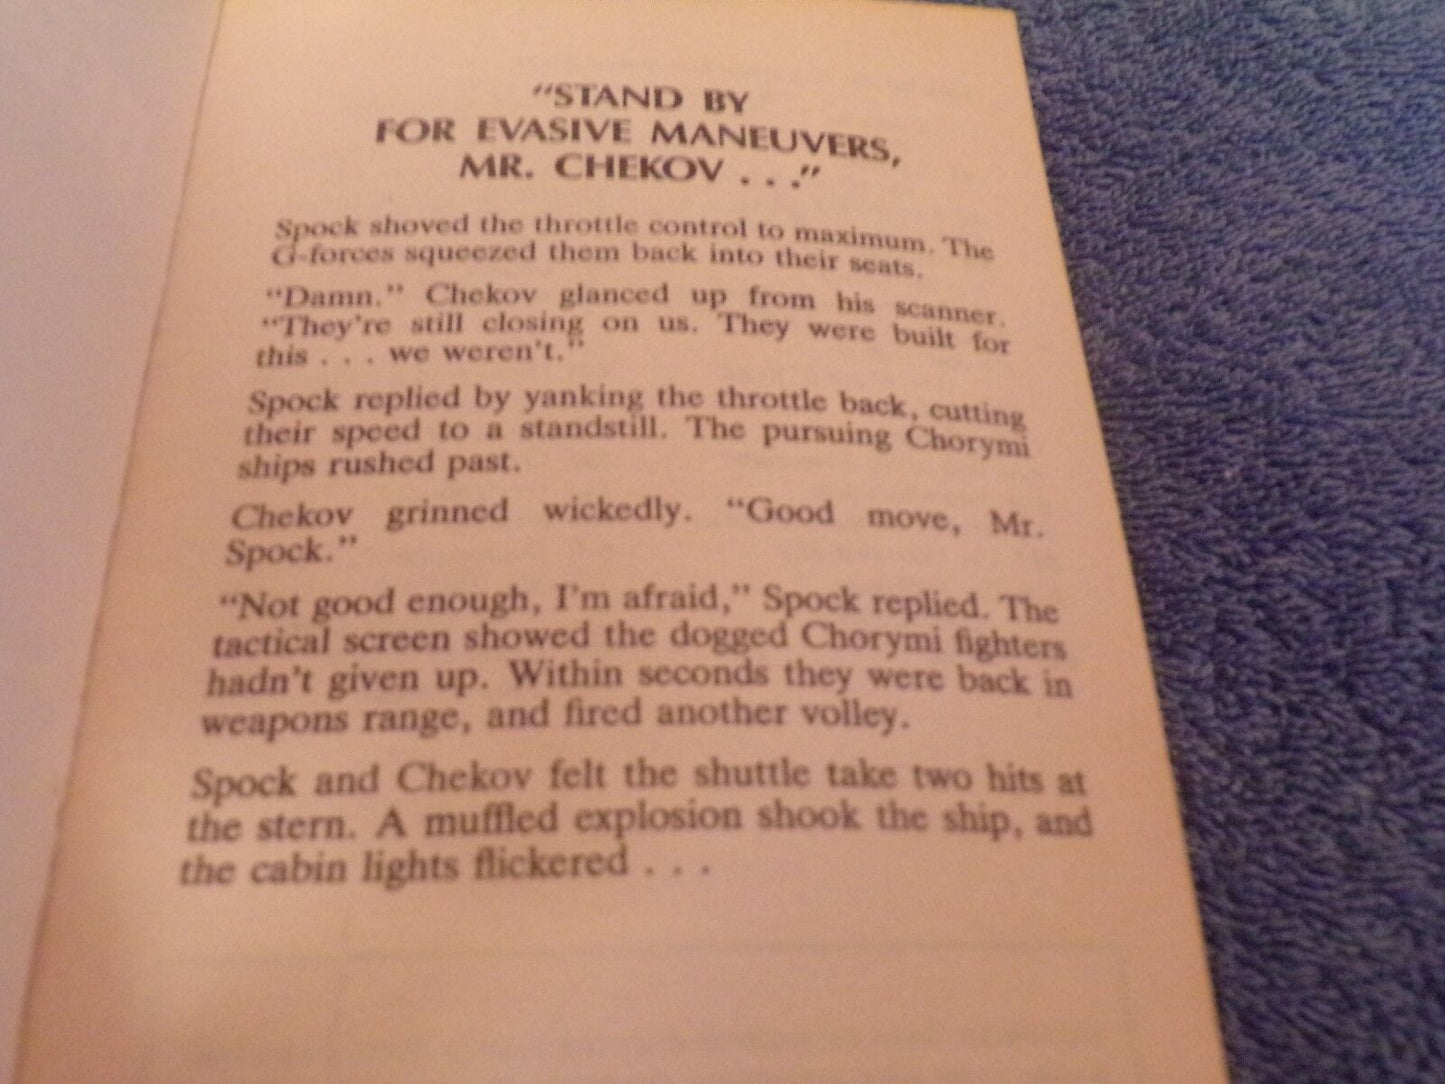 “STAND BY
FOR EVASIVE MANEUVERS,
MR. CHEKOV . . .”
Spock shoved the throttle control to maximum. The
G-forces squeezed them back into their seats.
“Damn.” Chekov glanced up from his scanner.
“They’re still closing on us. They were built for
this . . . we weren’t.”
Spock replied by yanking the throttle back, cutting
their speed to a standstill. The pursuing Chorymi
ships rushed past.
Chekov grinned wickedly. “Good move, Mr.
Spock.”
“Not good enough, I’m afraid,” Spock replied. The
tactical screen showed the dogged Chorymi fighters
hadn’t given up. Within seconds they were back in
weapons range, and fired another volley.
Spock and Chekov felt the shuttle take two hits at
the stern. A muffled explosion shook the ship, and
the cabin lights flickered . . .